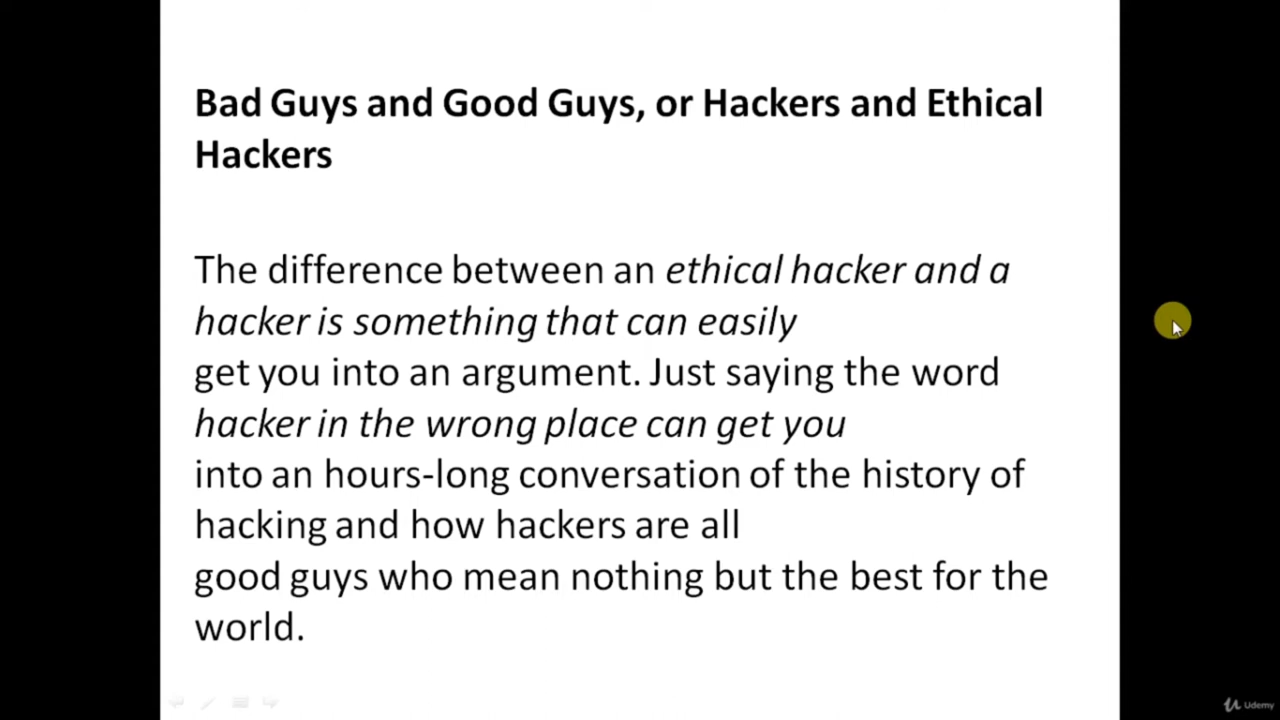 Bad Guys and Good Guys, or Hackers and Ethical
Hackers
The difference between an ethical hacker and a
hacker is something that can easily
get you into an argument. Just saying the word
hacker in the wrong place can get you
into an hours-long conversation of the history of
hacking and how hackers are all
good guys who mean nothing but the best for the
world.
Udemy